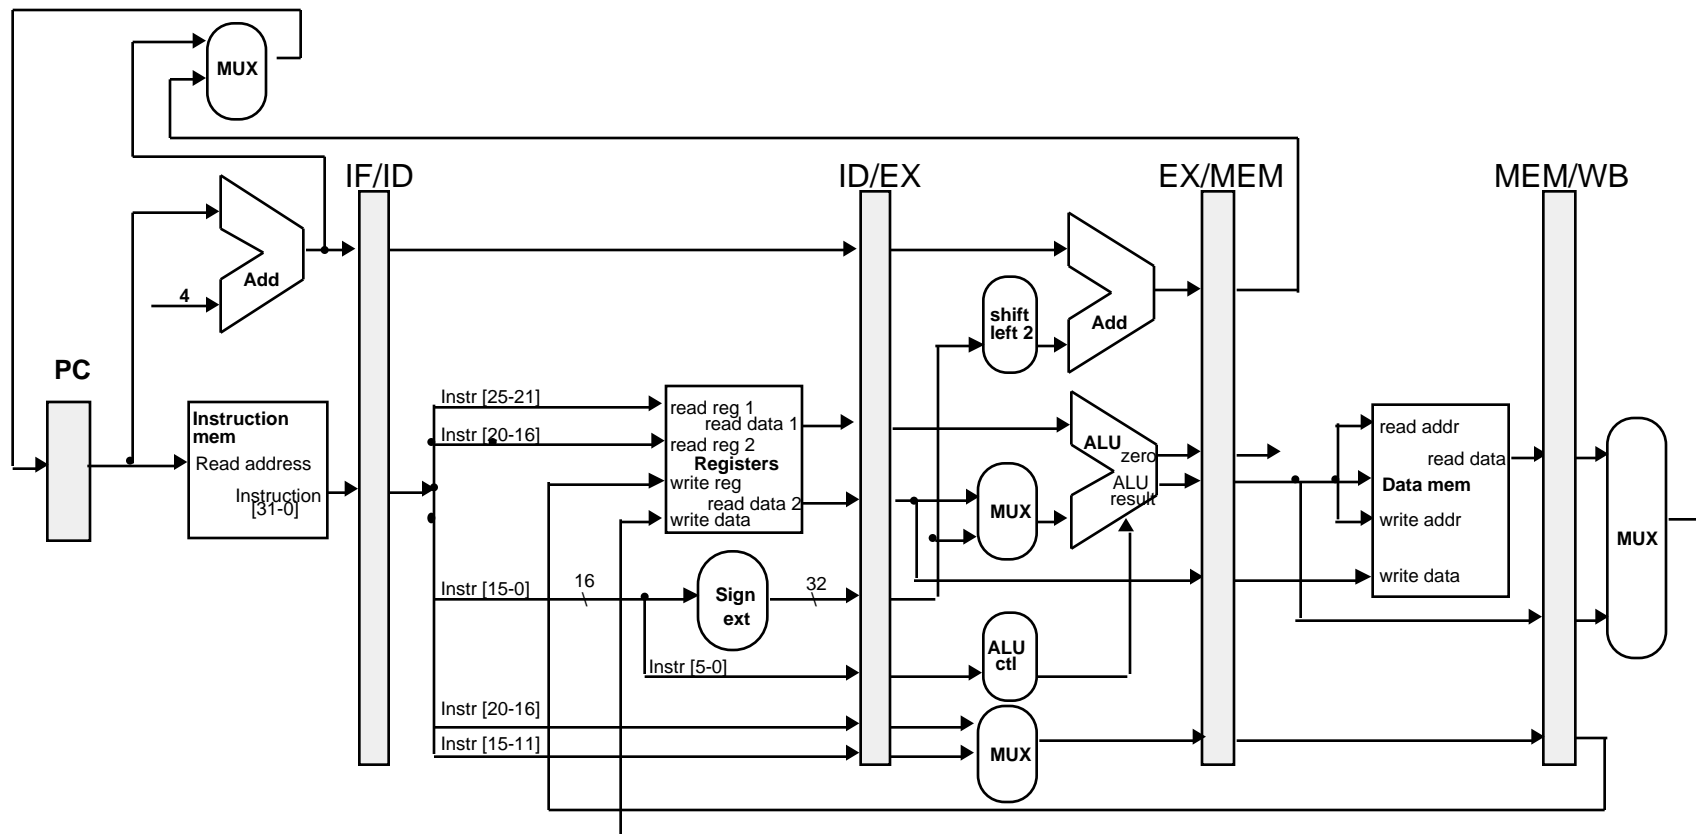 MUX
IF/ID
ID/EX
EX/MEM
MEM/WB
Add
4
shift
left 2
Add
PC
Instruction
mem
Read address
Instruction
[31-0]
Instr [25-21]
Instr [20-16]
read reg 1
read data 1
read reg 2
Registers
write reg
read data 2
write data
ALU
zero
ALU
result
MUX
read addr
read data
Data mem
write addr
write data
MUX
Instr [15-0]
16
Sign
ext
32
Instr [5-0]
ALU
ctl
Instr [20-16]
Instr [15-11]
MUX